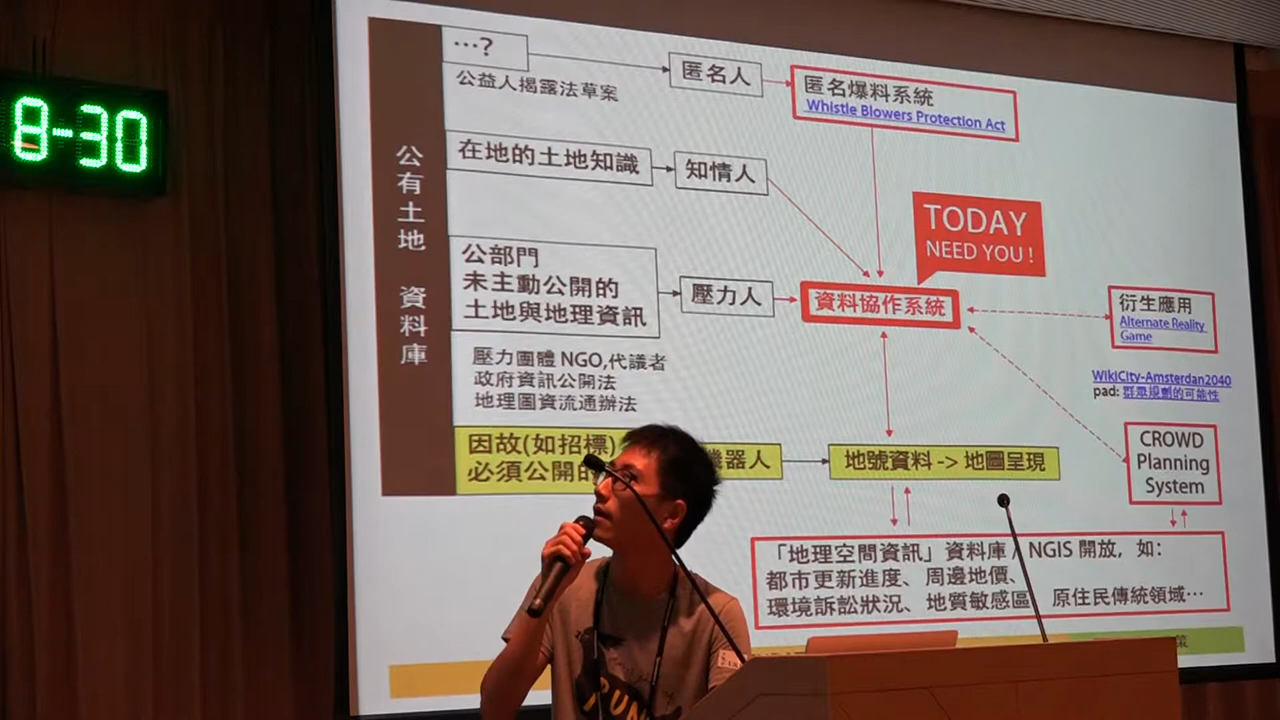 8-30
公有土地 資料庫
…?
公益人揭露法草案
匿名人
匿名爆料系統
Whistle Blowers Protection Act
在地的土地知識
知情人
TODAY
NEED YOU !
公部門
未主動公開的
土地與地理資訊
壓力人
資料協作系統
衍生應用
Alternate Reality
Game
壓力團體 NGO,代議者
政府資訊公開法
地理圖資流通辦法
WikiCity-Amsterdan2040
pad: 群眾規劃的可能性
因故(如招標)
必須公開的
機器人
地號資料 -> 地圖呈現
CROWD
Planning
System
「地理空間資訊」資料庫 / NGIS 開放，如：
都市更新進度、周邊地價、
環境訴訟狀況、地質敏感區 原住民傳統領域…
策
PUN